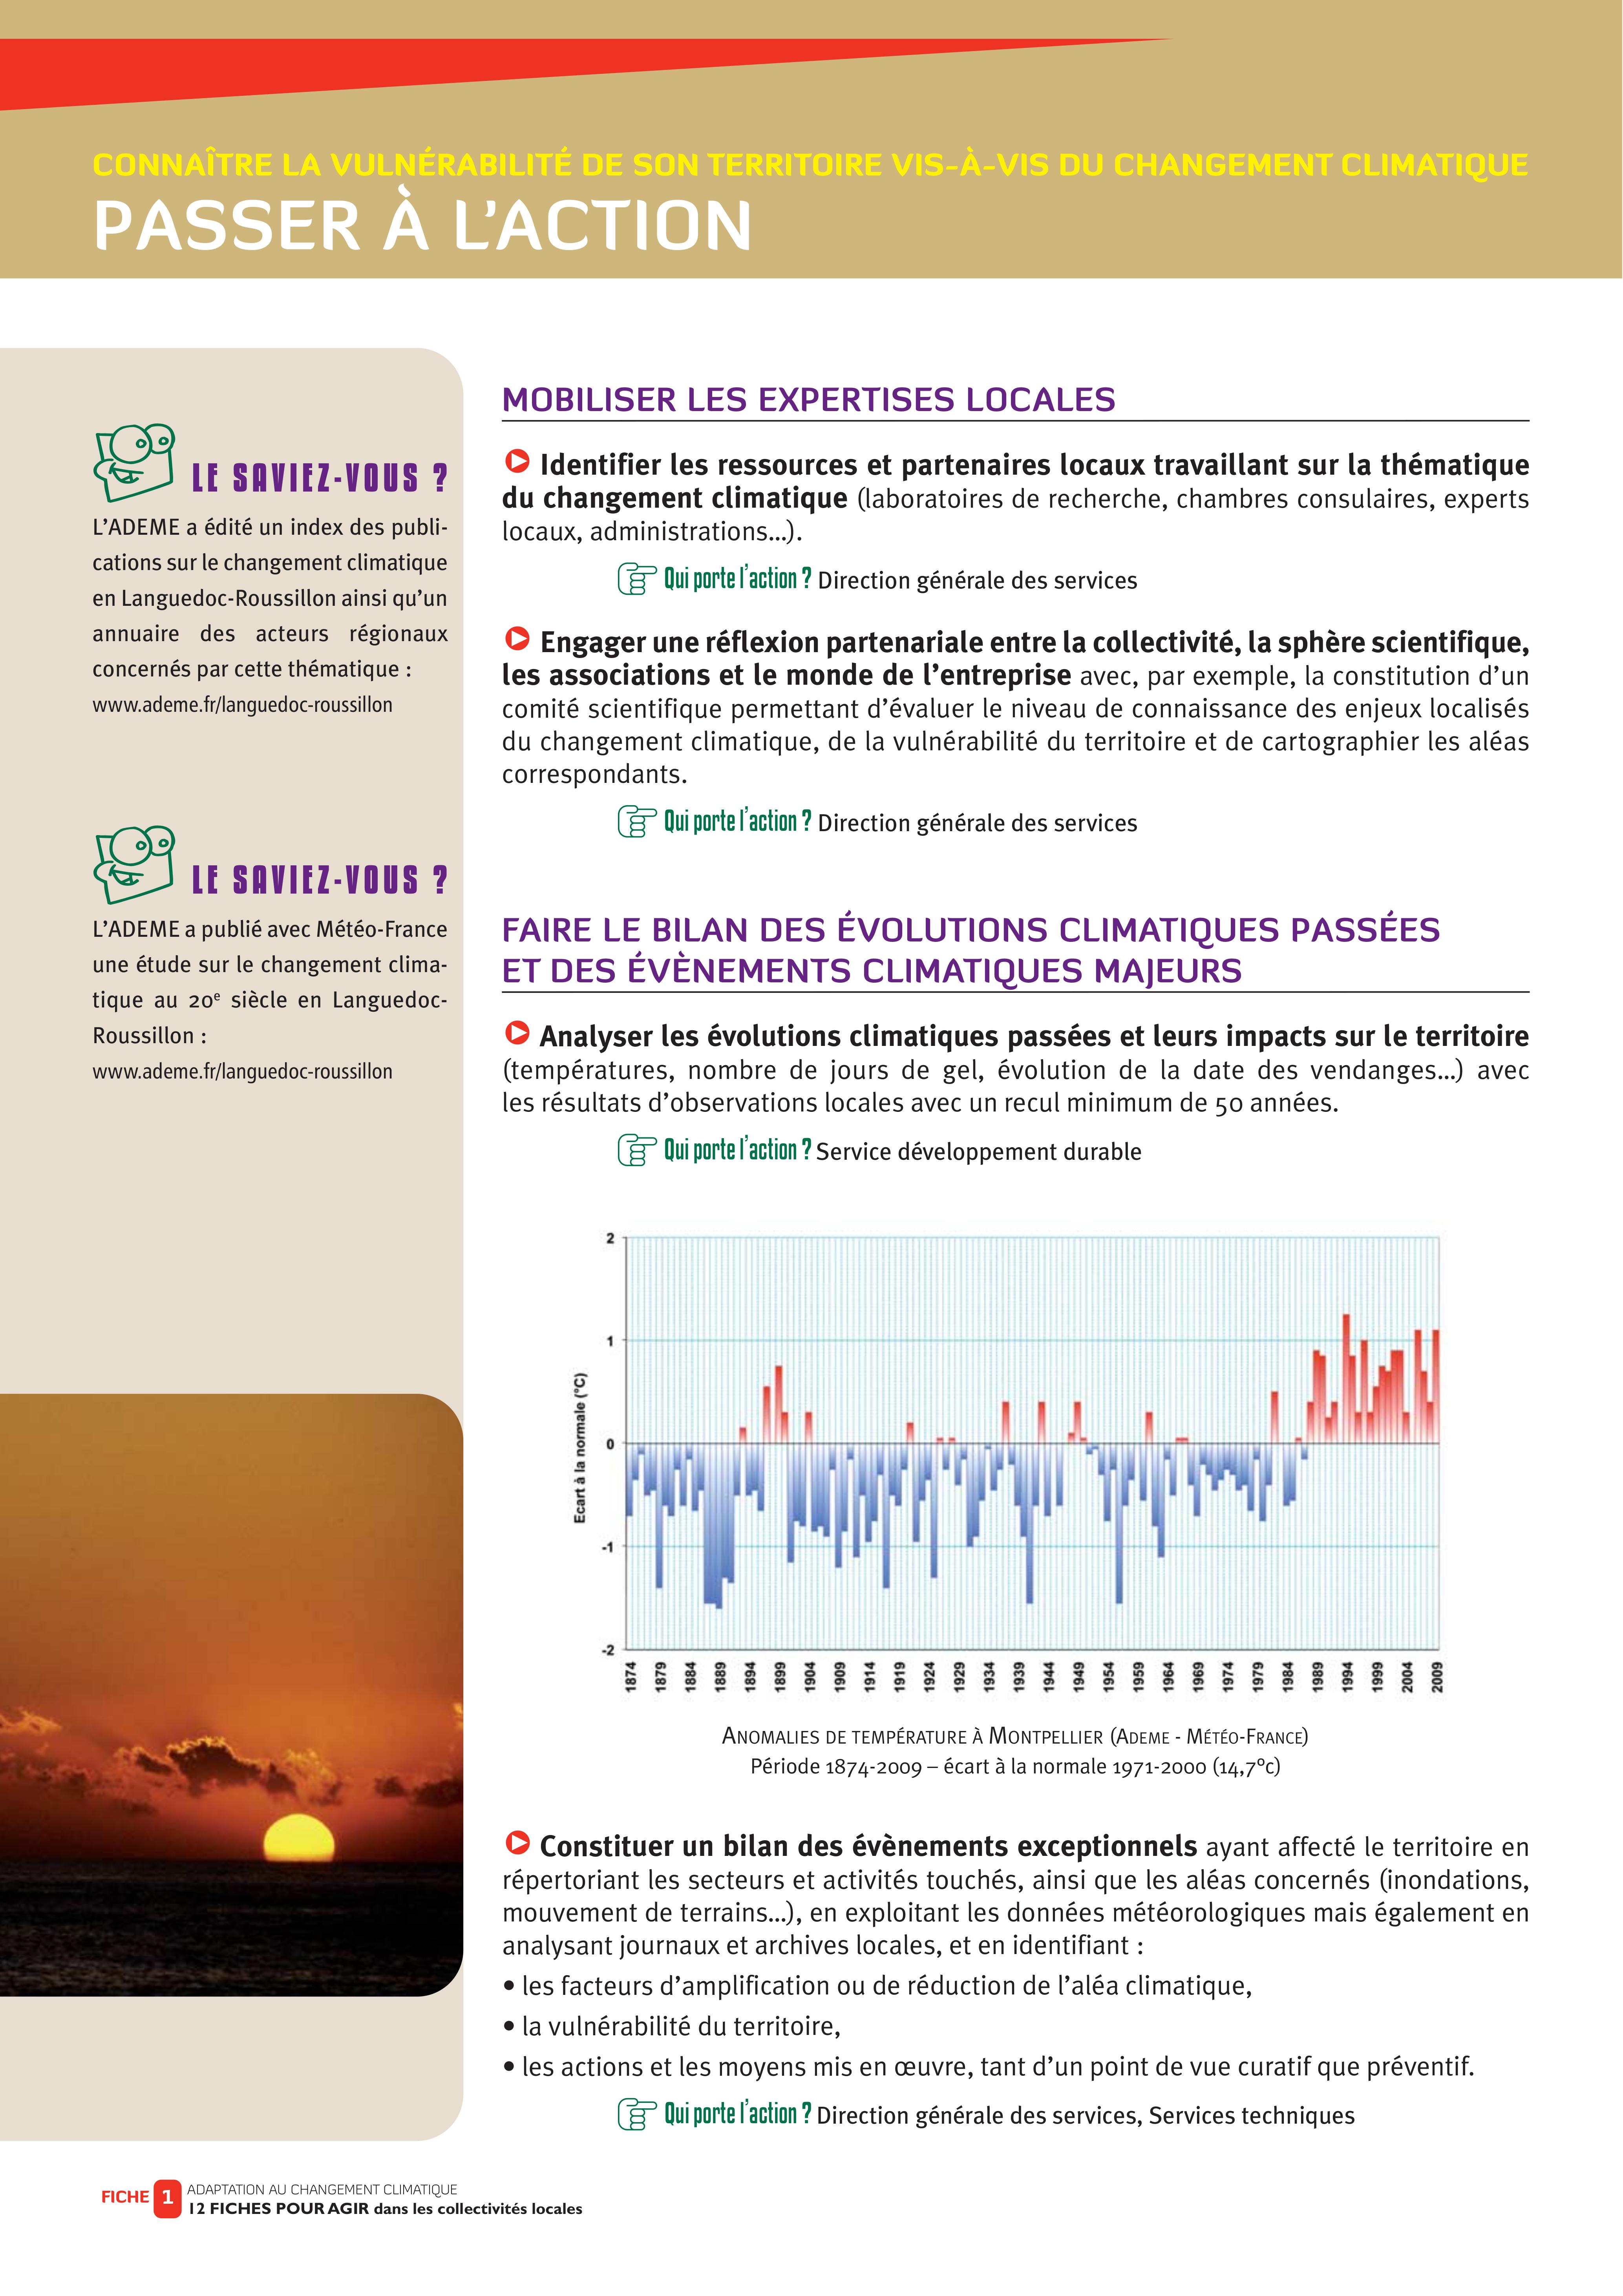 CONNAÎTRE LA VULNÉRABILITÉ DE SON TERRITOIRE VIS-À-VIS DU CHANGEMENT CLIMATIQUE
PASSER À L'ACTION
LE SAVIEZ-VOUS ?
L'ADEME a édité un index des publi-
cations sur le changement climatique
en Languedoc-Roussillon ainsi qu'un
annuaire des acteurs régionaux
concernés par cette thématique :
www.ademe.fr/languedoc-roussillon
LE SAVIEZ-VOUS ?
L'ADEME a publié avec Météo-France
une étude sur le changement clima-
tique au 20e siècle en Languedoc-
Roussillon :
www.ademe.fr/languedoc-roussillon
MOBILISER LES EXPERTISES LOCALES
Identifier les ressources et partenaires locaux travaillant sur la thématique
du changement climatique (laboratoires de recherche, chambres consulaires, experts
locaux, administrations...).
Qui porte l'action ? Direction générale des services
Engager une réflexion partenariale entre la collectivité, la sphère scientifique,
les associations et le monde de l'entreprise avec, par exemple, la constitution d'un
comité scientifique permettant d'évaluer le niveau de connaissance des enjeux localisés
du changement climatique, de la vulnérabilité du territoire et de cartographier les aléas
correspondants.
Qui porte l'action ? Direction générale des services
FAIRE LE BILAN DES ÉVOLUTIONS CLIMATIQUES PASSÉES
ET DES ÉVÈNEMENTS CLIMATIQUES MAJEURS
Analyser les évolutions climatiques passées et leurs impacts sur le territoire
(températures, nombre de jours de gel, évolution de la date des vendanges...) avec
les résultats d'observations locales avec un recul minimum de 50 années.
Qui porte l'action ? Service développement durable
Ecart à la normale (°C)
2
1
0
-1
-2
1874 1879 1884 1889 1894 1899 1904 1909 1914 1919 1924 1929 1934 1939 1944 1949 1954 1959 1964 1969 1974 1979 1984 1989 1994 1999 2004 2009
ANOMALIES DE TEMPÉRATURE À MONTPELLIER (ADEME - MÉTÉO-FRANCE)
Période 1874-2009 – écart à la normale 1971-2000 (14,7°C)
Constituer un bilan des évènements exceptionnels ayant affecté le territoire en
répertoriant les secteurs et activités touchés, ainsi que les aléas concernés (inondations,
mouvement de terrains...), en exploitant les données météorologiques mais également en
analysant journaux et archives locales, et en identifiant :
• les facteurs d'amplification ou de réduction de l'aléa climatique,
• la vulnérabilité du territoire,
• les actions et les moyens mis en œuvre, tant d'un point de vue curatif que préventif.
Qui porte l'action ? Direction générale des services, Services techniques
FICHE 1 ADAPTATION AU CHANGEMENT CLIMATIQUE
12 FICHES POUR AGIR dans les collectivités locales